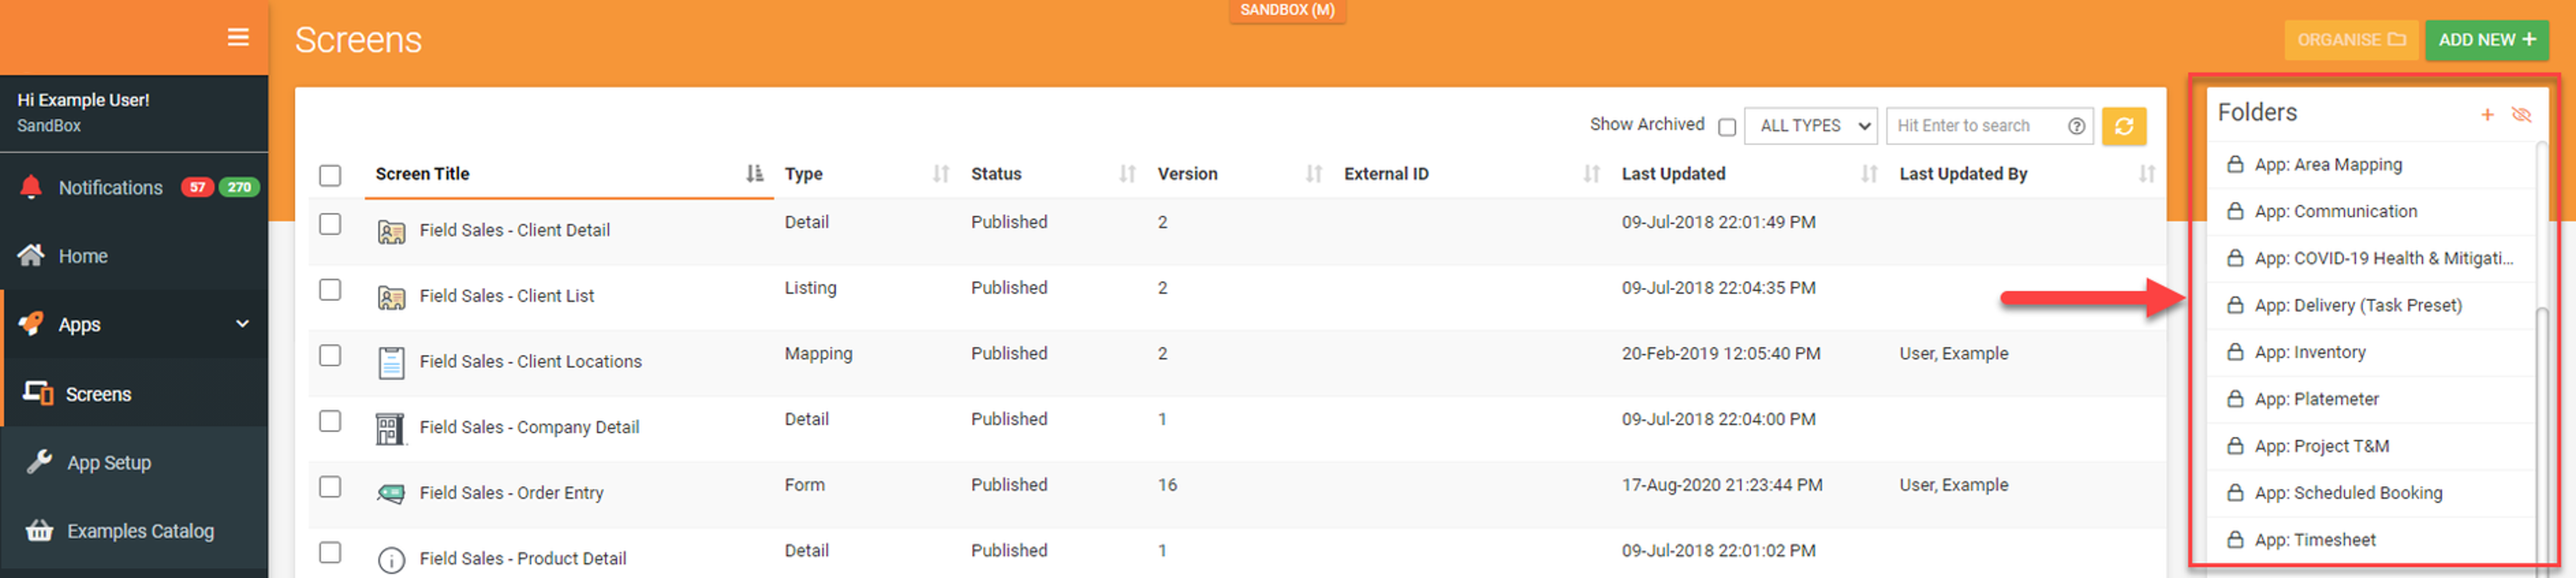 SANDBOX (M)
Screens
ORGANISE
ADD NEW +
Hi Example User!
SandBox
Notifications 57 270
Home
Apps
Screens
App Setup
Examples Catalog
Show Archived ALL TYPES Hit Enter to search ?
Screen Title Type Status Version External ID Last Updated Last Updated By
Field Sales - Client Detail Detail Published 2 09-Jul-2018 22:01:49 PM
Field Sales - Client List Listing Published 2 09-Jul-2018 22:04:35 PM
Field Sales - Client Locations Mapping Published 2 20-Feb-2019 12:05:40 PM User, Example
Field Sales - Company Detail Detail Published 1 09-Jul-2018 22:04:00 PM
Field Sales - Order Entry Form Published 16 17-Aug-2020 21:23:44 PM User, Example
Field Sales - Product Detail Detail Published 1 09-Jul-2018 22:01:02 PM
Folders +
App: Area Mapping
App: Communication
App: COVID-19 Health & Mitigati...
App: Delivery (Task Preset)
App: Inventory
App: Platemeter
App: Project T&M
App: Scheduled Booking
App: Timesheet